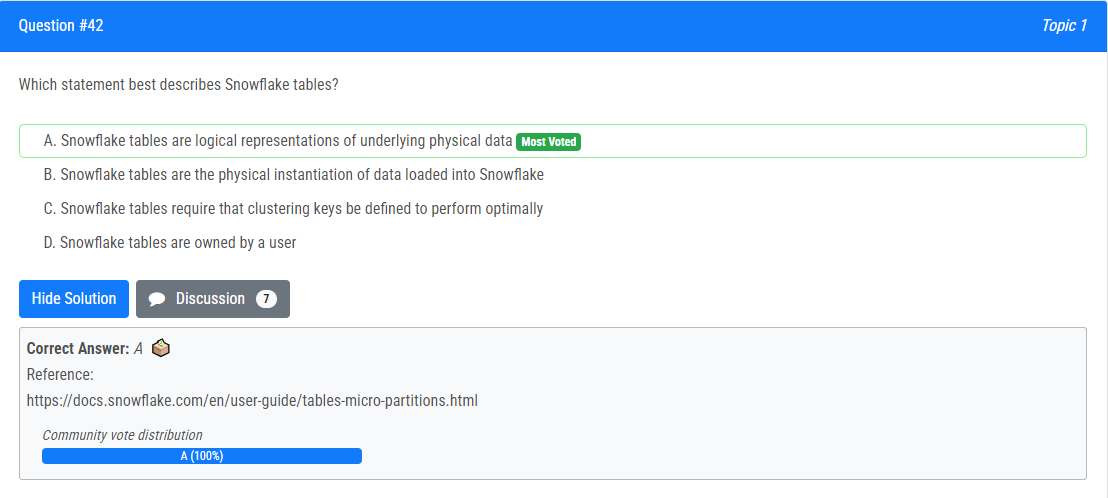 Question #42
Topic 1
Which statement best describes Snowflake tables?
A. Snowflake tables are logical representations of underlying physical data Most Voted
B. Snowflake tables are the physical instantiation of data loaded into Snowflake
C. Snowflake tables require that clustering keys be defined to perform optimally
D. Snowflake tables are owned by a user
Hide Solution
Discussion 7
Correct Answer: A
Reference:
https://docs.snowflake.com/en/user-guide/tables-micro-partitions.html
Community vote distribution
A (100%)